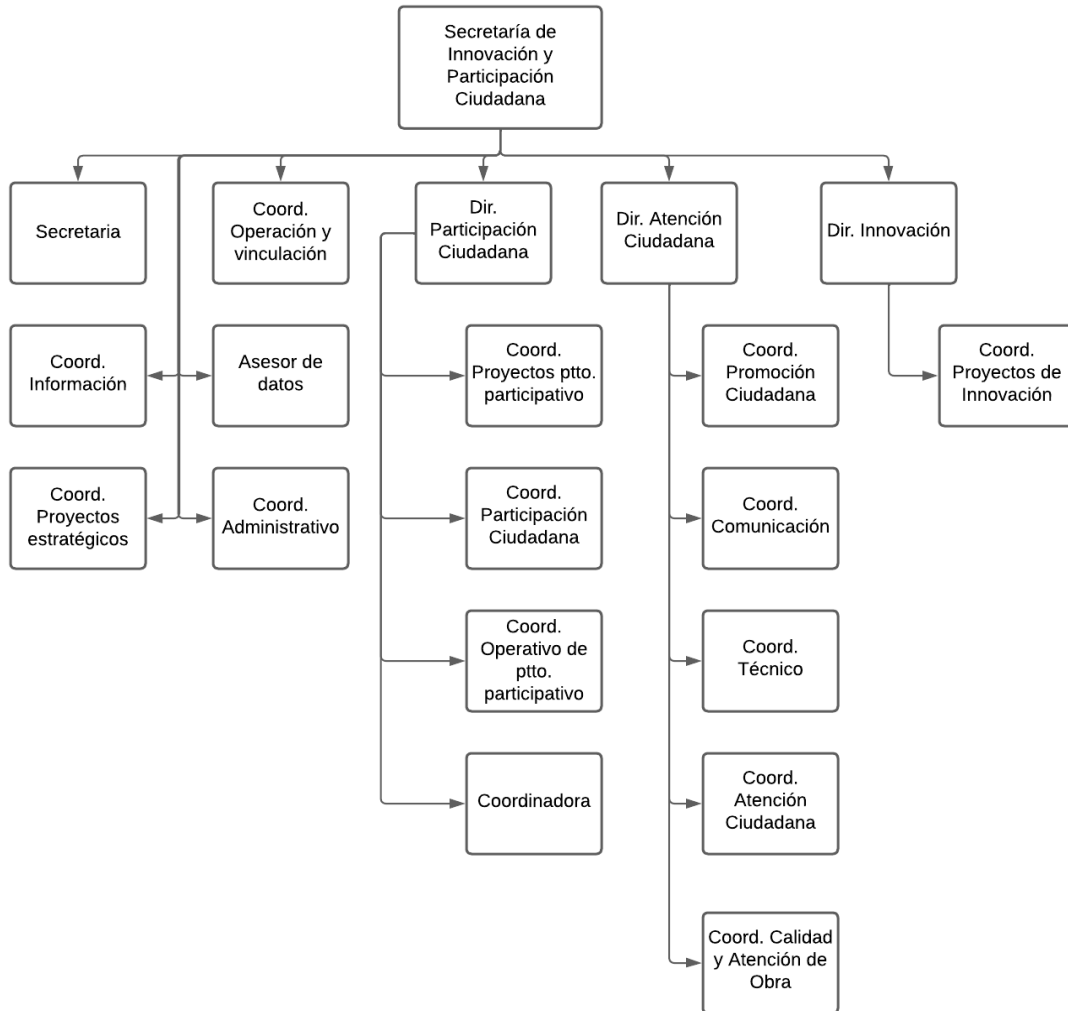 Secretaría de
Innovación y
Participación
Ciudadana
Secretaria
Coord.
Operación y
vinculación
Dir.
Participación
Ciudadana
Dir. Atención
Ciudadana
Dir. Innovación
Coord.
Información
Asesor de
datos
Coord.
Proyectos ptto.
participativo
Coord.
Promoción
Ciudadana
Coord.
Proyectos de
Innovación
Coord.
Proyectos
estratégicos
Coord.
Administrativo
Coord.
Participación
Ciudadana
Coord.
Comunicación
Coord.
Operativo de
ptto.
participativo
Coord.
Técnico
Coordinadora
Coord.
Atención
Ciudadana
Coord. Calidad
y Atención de
Obra